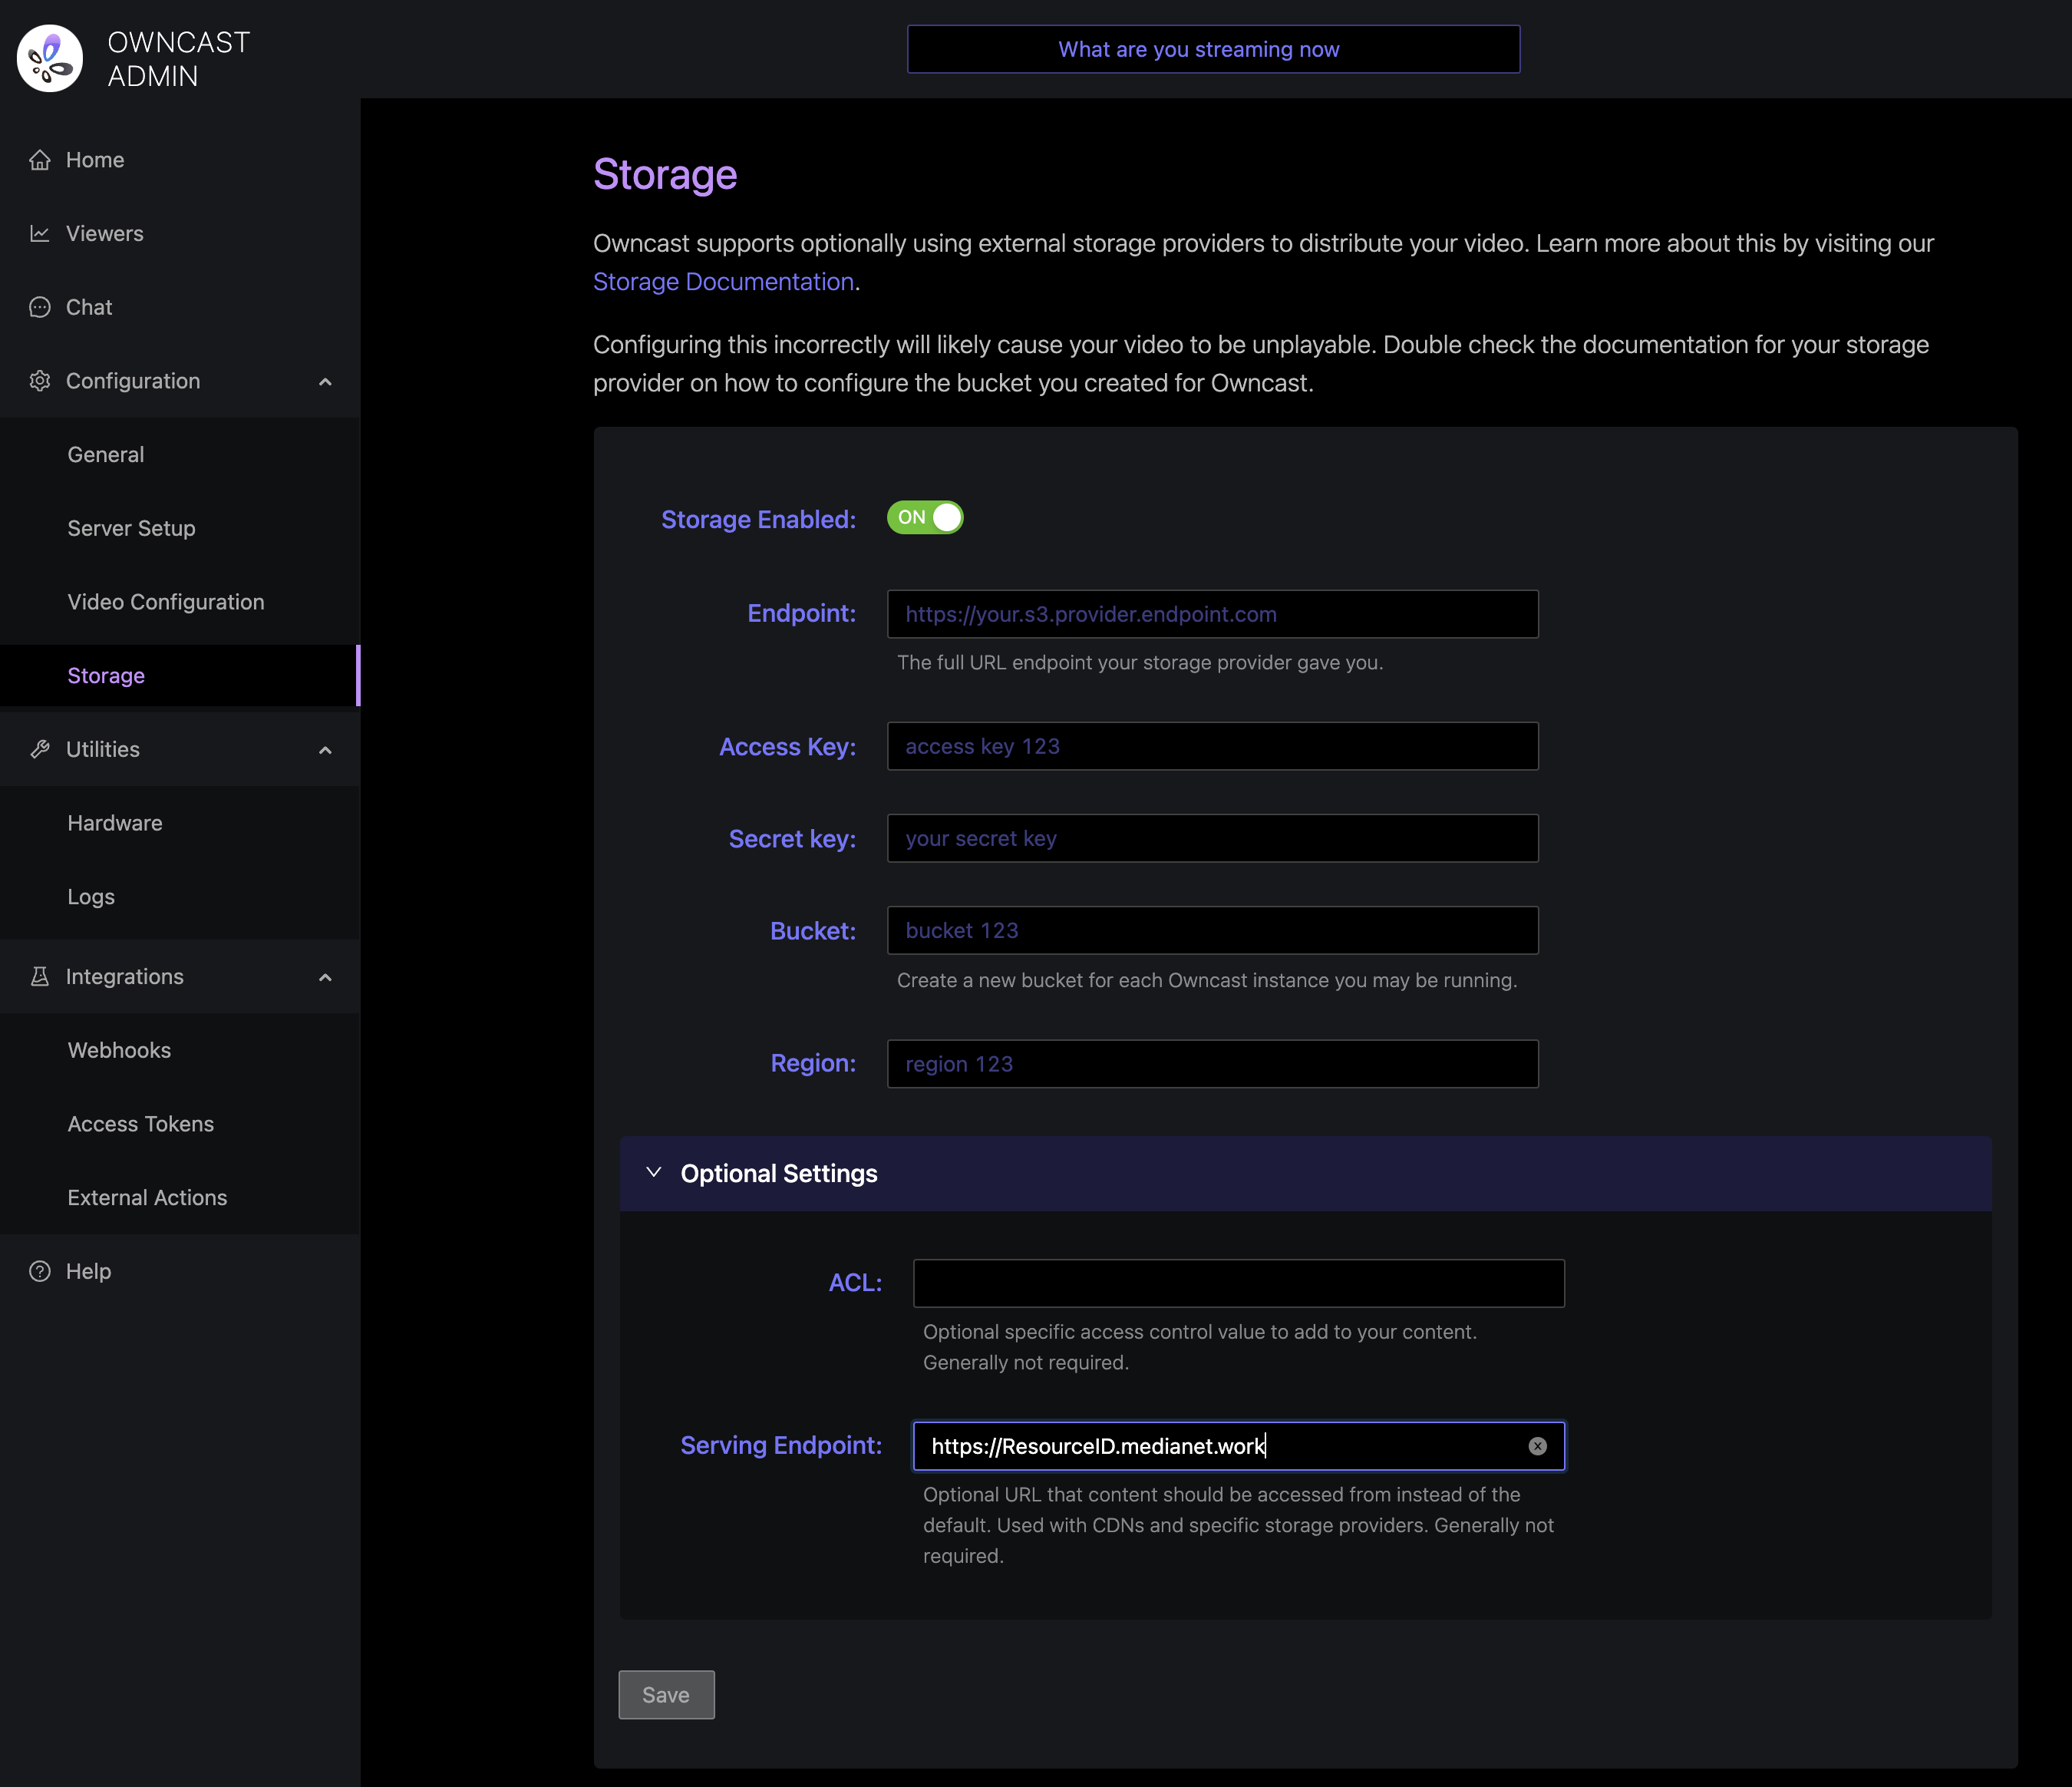 OWNCAST
ADMIN
What are you streaming now
Home
Viewers
Chat
Configuration
General
Server Setup
Video Configuration
Storage
Utilities
Hardware
Logs
Integrations
Webhooks
Access Tokens
External Actions
Help
Storage
Owncast supports optionally using external storage providers to distribute your video. Learn more about this by visiting our
Storage Documentation.
Configuring this incorrectly will likely cause your video to be unplayable. Double check the documentation for your storage
provider on how to configure the bucket you created for Owncast.
Storage Enabled: ON
Endpoint: https://your.s3.provider.endpoint.com
The full URL endpoint your storage provider gave you.
Access Key: access key 123
Secret key: your secret key
Bucket: bucket 123
Create a new bucket for each Owncast instance you may be running.
Region: region 123
Optional Settings
ACL:
Optional specific access control value to add to your content.
Generally not required.
Serving Endpoint: https://ResourceID.medianet.work
Optional URL that content should be accessed from instead of the
default. Used with CDNs and specific storage providers. Generally not
required.
Save